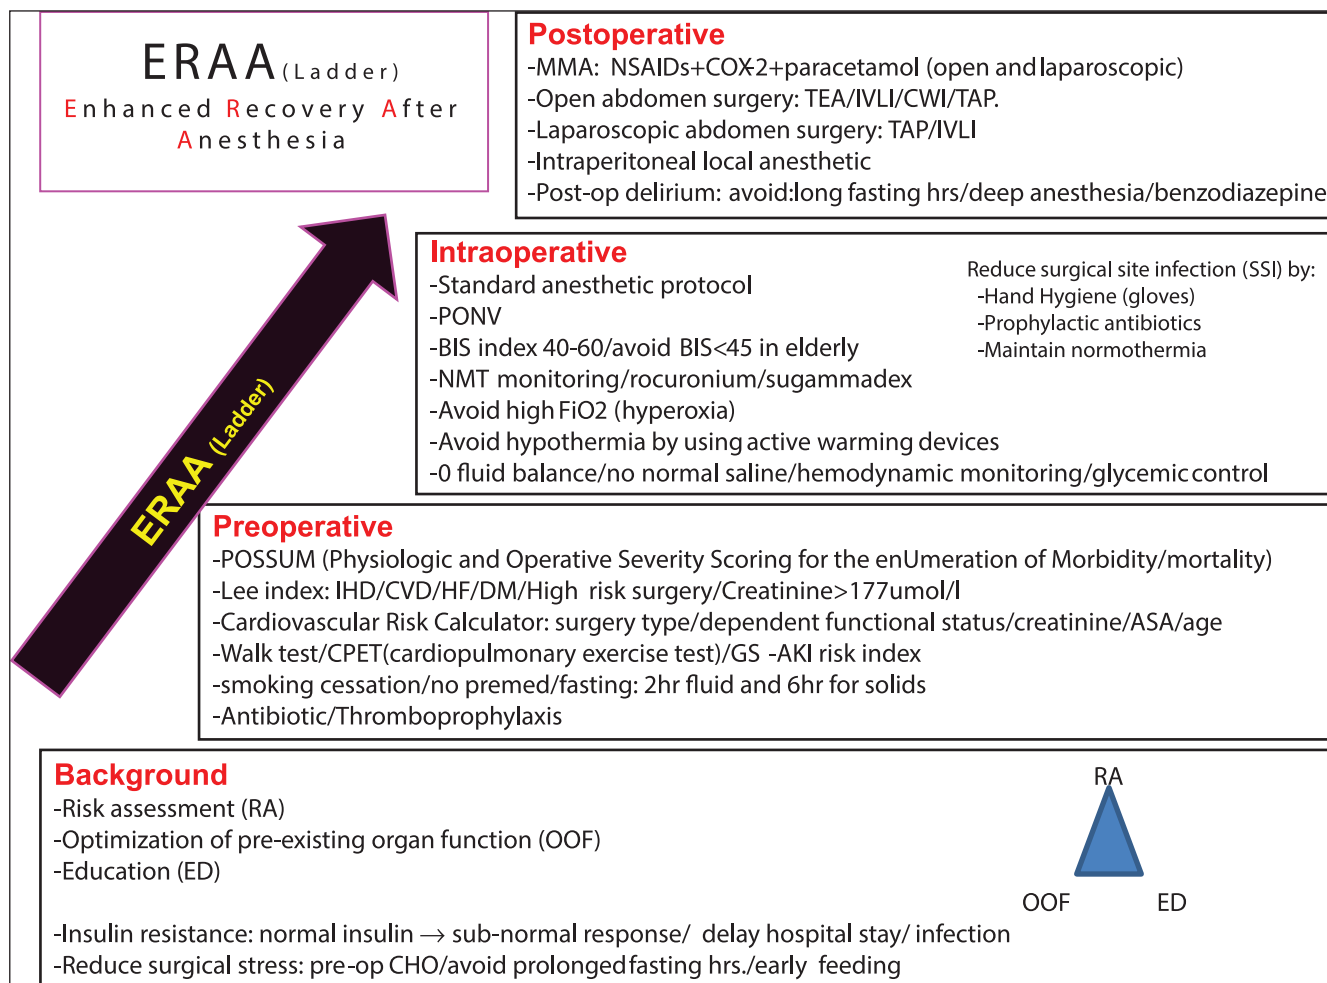 ERAA (Ladder)
Enhanced Recovery After
Anesthesia
Postoperative
-MMA: NSAIDs+COX-2+paracetamol (open and laparoscopic)
-Open abdomen surgery: TEA/IVLI/CWI/TAP.
-Laparoscopic abdomen surgery: TAP/IVLI
-Intraperitoneal local anesthetic
-Post-op delirium: avoid:long fasting hrs/deep anesthesia/benzodiazepine
ERAA (Ladder)
Intraoperative
-Standard anesthetic protocol
-PONV
-BIS index 40-60/avoid BIS<45 in elderly
-NMT monitoring/rocuronium/sugammadex
-Avoid high FiO2 (hyperoxia)
-Avoid hypothermia by using active warming devices
-0 fluid balance/no normal saline/hemodynamic monitoring/glycemic control
Reduce surgical site infection (SSI) by:
-Hand Hygiene (gloves)
-Prophylactic antibiotics
-Maintain normothermia
Preoperative
-POSSUM (Physiologic and Operative Severity Scoring for the enUmeration of Morbidity/mortality)
-Lee index: IHD/CVD/HF/DM/High risk surgery/Creatinine>177umol/l
-Cardiovascular Risk Calculator: surgery type/dependent functional status/creatinine/ASA/age
-Walk test/CPET(cardiopulmonary exercise test)/GS -AKI risk index
-smoking cessation/no premed/fasting: 2hr fluid and 6hr for solids
-Antibiotic/Thromboprophylaxis
Background
-Risk assessment (RA)
-Optimization of pre-existing organ function (OOF)
-Education (ED)
RA
OOF ED
-Insulin resistance: normal insulin → sub-normal response/ delay hospital stay/ infection
-Reduce surgical stress: pre-op CHO/avoid prolonged fasting hrs./early feeding